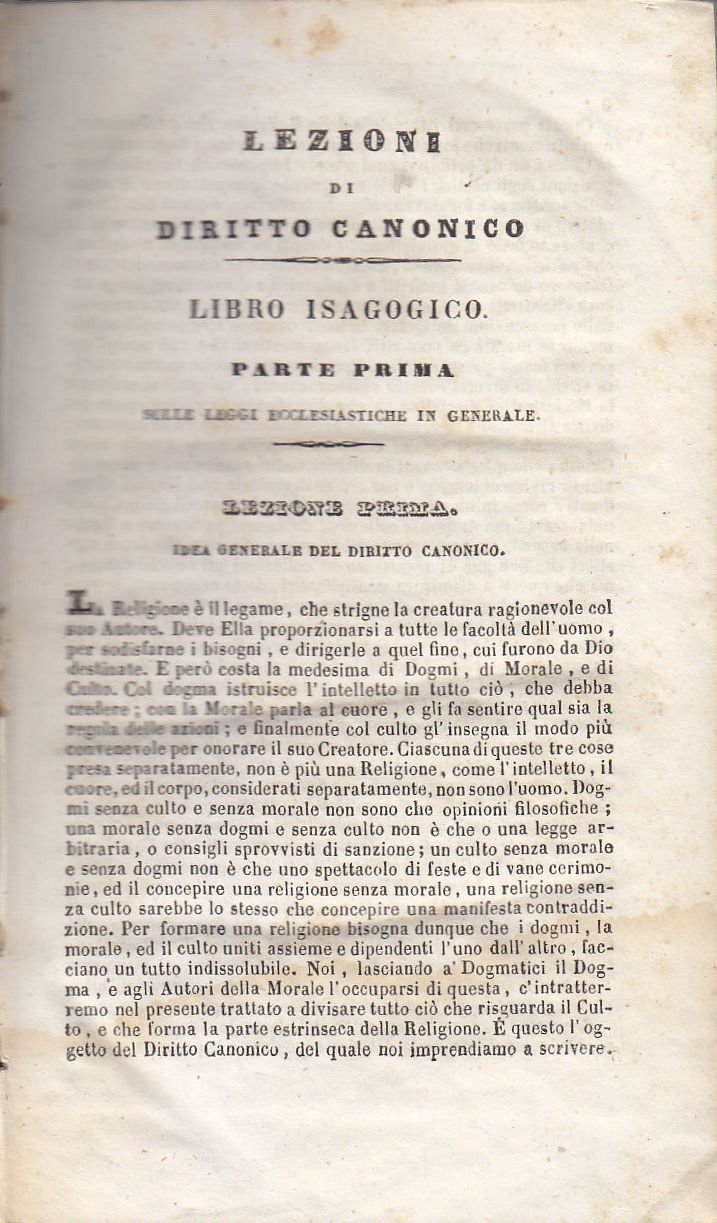 LEZIONI
DI
DIRITTO CANONICO
LIBRO ISAGOGICO.
PARTE PRIMA
SULLE LEGGI ECCLESIASTICHE IN GENERALE.
LEZIONE PRIMA.
IDEA GENERALE DEL DIRITTO CANONICO.
La Religione è il legame, che strigne la creatura ragionevole col
suo Autore. Deve Ella proporzionarsi a tutte le facoltà dell'uomo,
per sodisfarne i bisogni, e dirigerle a quel fine, cui furono da Dio
destinate. E però costa la medesima di Dogmi, di Morale, e di
Culto. Col dogma istruisce l'intelletto in tutto ciò, che debba
credere; con la Morale parla al cuore, e gli fa sentire qual sia la
regola delle azioni; e finalmente col culto gl'insegna il modo più
convenevole per onorare il suo Creatore. Ciascuna di queste tre cose
presa separatamente, non è più una Religione, come l'intelletto, il
cuore, ed il corpo, considerati separatamente, non sono l'uomo. Dog-
mi senza culto e senza morale non sono che opinioni filosofiche;
una morale senza dogmi e senza culto non è che o una legge ar-
bitraria, o consigli sprovvisti di sanzione; un culto senza morale
e senza dogmi non è che uno spettacolo di feste e di vane cerimo-
nie, ed il concepire una religione senza morale, una religione sen-
za culto sarebbe lo stesso che concepire una manifesta contraddi-
zione. Per formare una religione bisogna dunque che i dogmi, la
morale, ed il culto uniti assieme e dipendenti l'uno dall'altro, fac-
ciano un tutto indissolubile. Noi, lasciando a' Dogmatici il Dog-
ma, e agli Autori della Morale l'occuparsi di questa, c'intratter-
remo nel presente trattato a divisare tutto ciò che risguarda il Cul-
to, e che forma la parte estrinseca della Religione. È questo l'og-
getto del Diritto Canonico, del quale noi imprendiamo a scrivere.